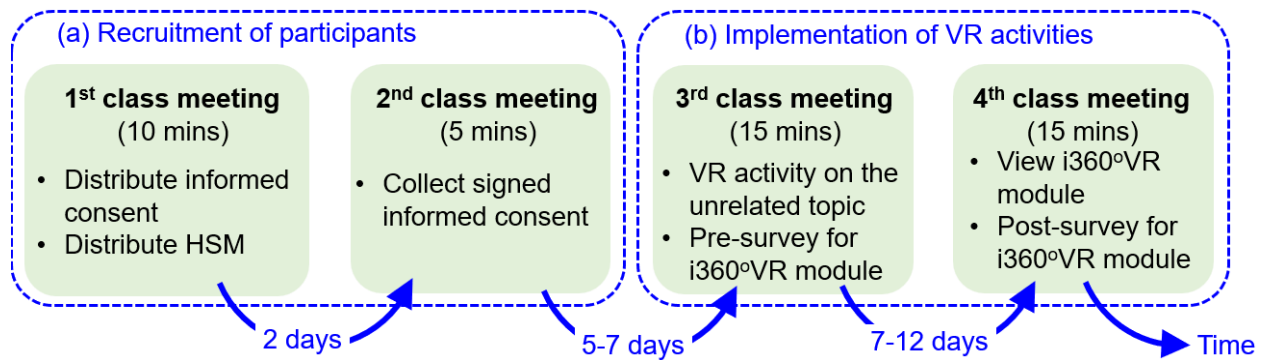 (a) Recruitment of participants
1st class meeting
(10 mins)
• Distribute informed
consent
• Distribute HSM
2nd class meeting
(5 mins)
• Collect signed
informed consent
(b) Implementation of VR activities
3rd class meeting
(15 mins)
• VR activity on the
unrelated topic
• Pre-survey for
i360°VR module
4th class meeting
(15 mins)
• View i360°VR
module
• Post-survey for
i360°VR module
2 days
5-7 days
7-12 days
Time